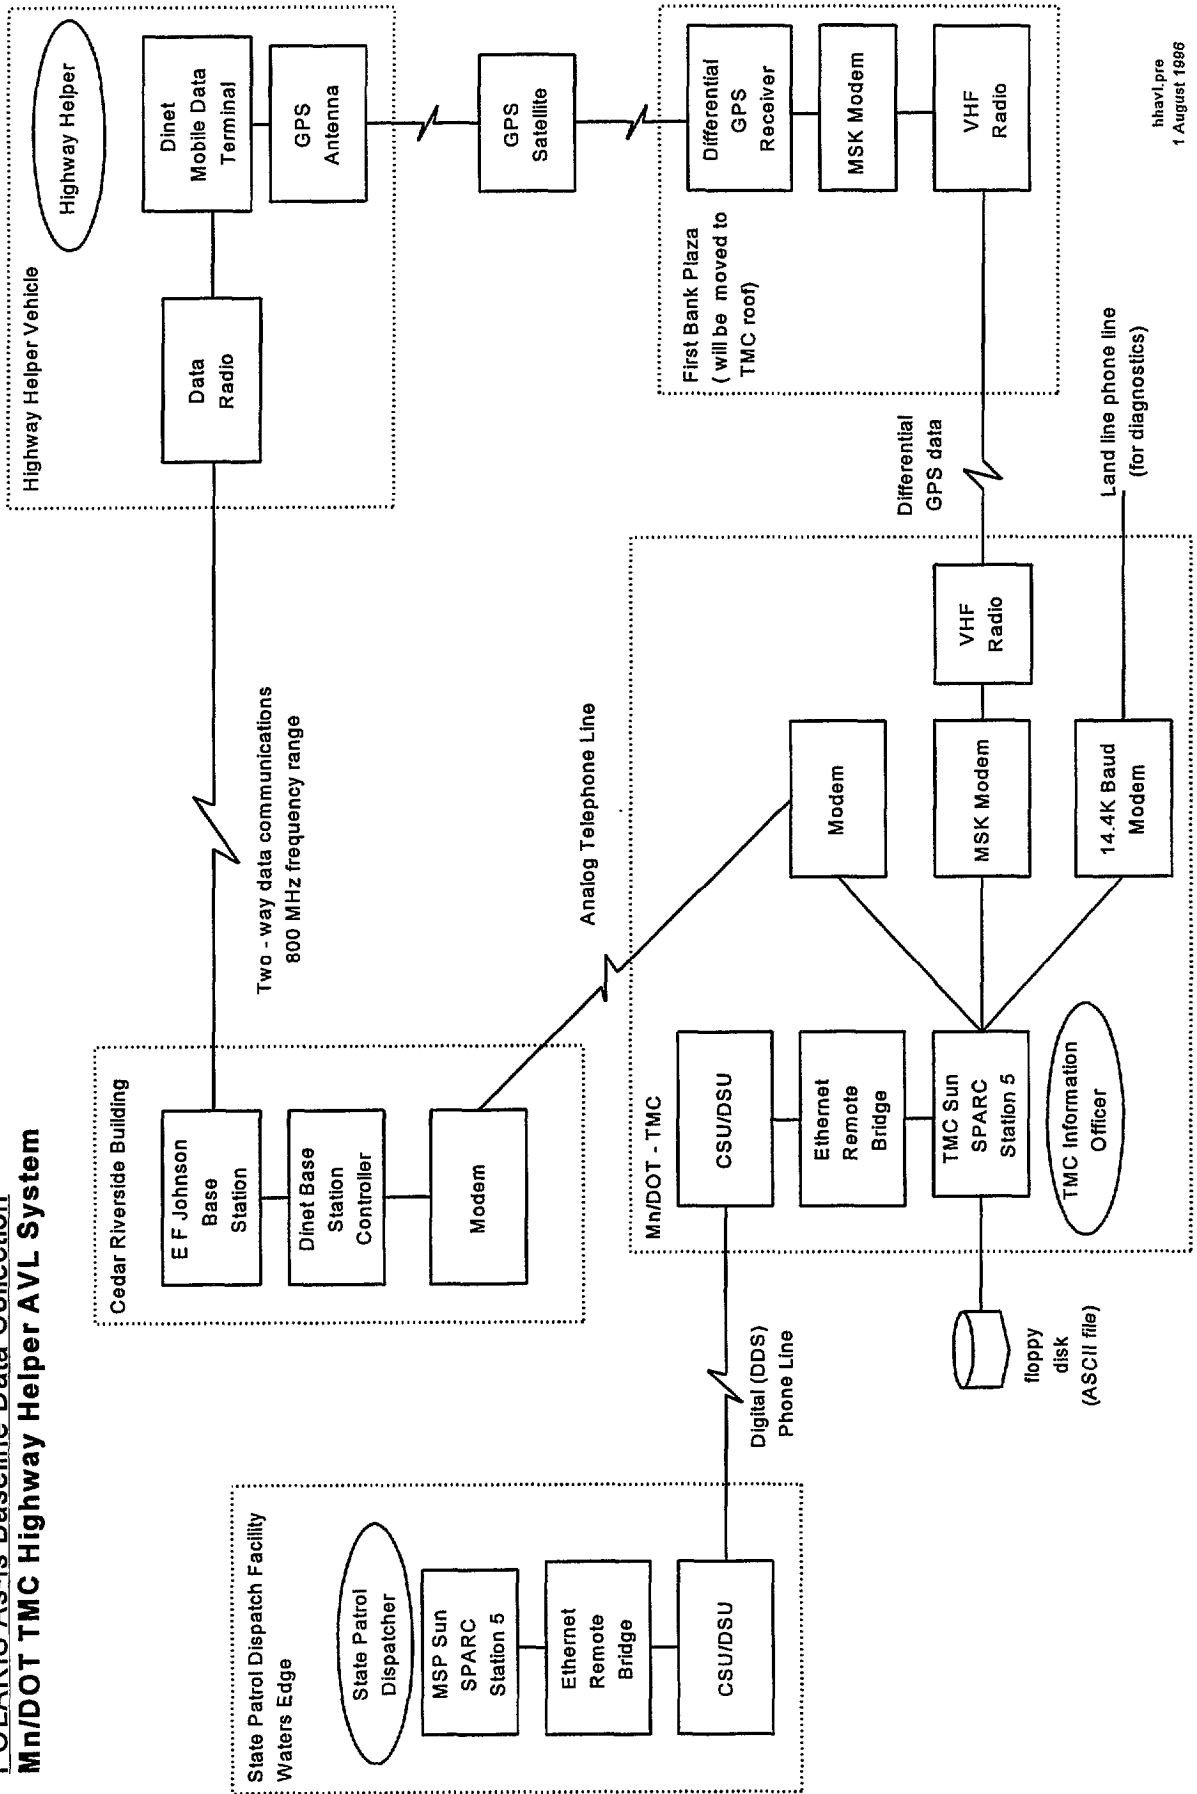 POLARIS As-Is Baseline Data Collection
Mn/DOT TMC Highway Helper AVL System
State Patrol Dispatch Facility
Waters Edge
State Patrol
Dispatcher
MSP Sun
SPARC
Station 5
Ethernet
Remote
Bridge
CSU/DSU
Digital (DDS)
Phone Line
Cedar Riverside Building
E F Johnson
Base
Station
Dinet Base
Station
Controller
Modem
Two - way data communications
800 MHz frequency range
Analog Telephone Line
Highway Helper Vehicle
Highway Helper
Data
Radio
Dinet
Mobile Data
Terminal
GPS
Antenna
GPS
Satellite
First Bank Plaza
( will be moved to
TMC roof)
Differential
GPS
Receiver
MSK Modem
VHF
Radio
Differential
GPS data
Mn/DOT - TMC
CSU/DSU
Ethernet
Remote
Bridge
TMC Sun
SPARC
Station 5
TMC Information
Officer
Modem
MSK Modem
VHF
Radio
14.4K Baud
Modem
Land line phone line
(for diagnostics)
floppy
disk
(ASCII file)
hhavl.pre
1 August 1996